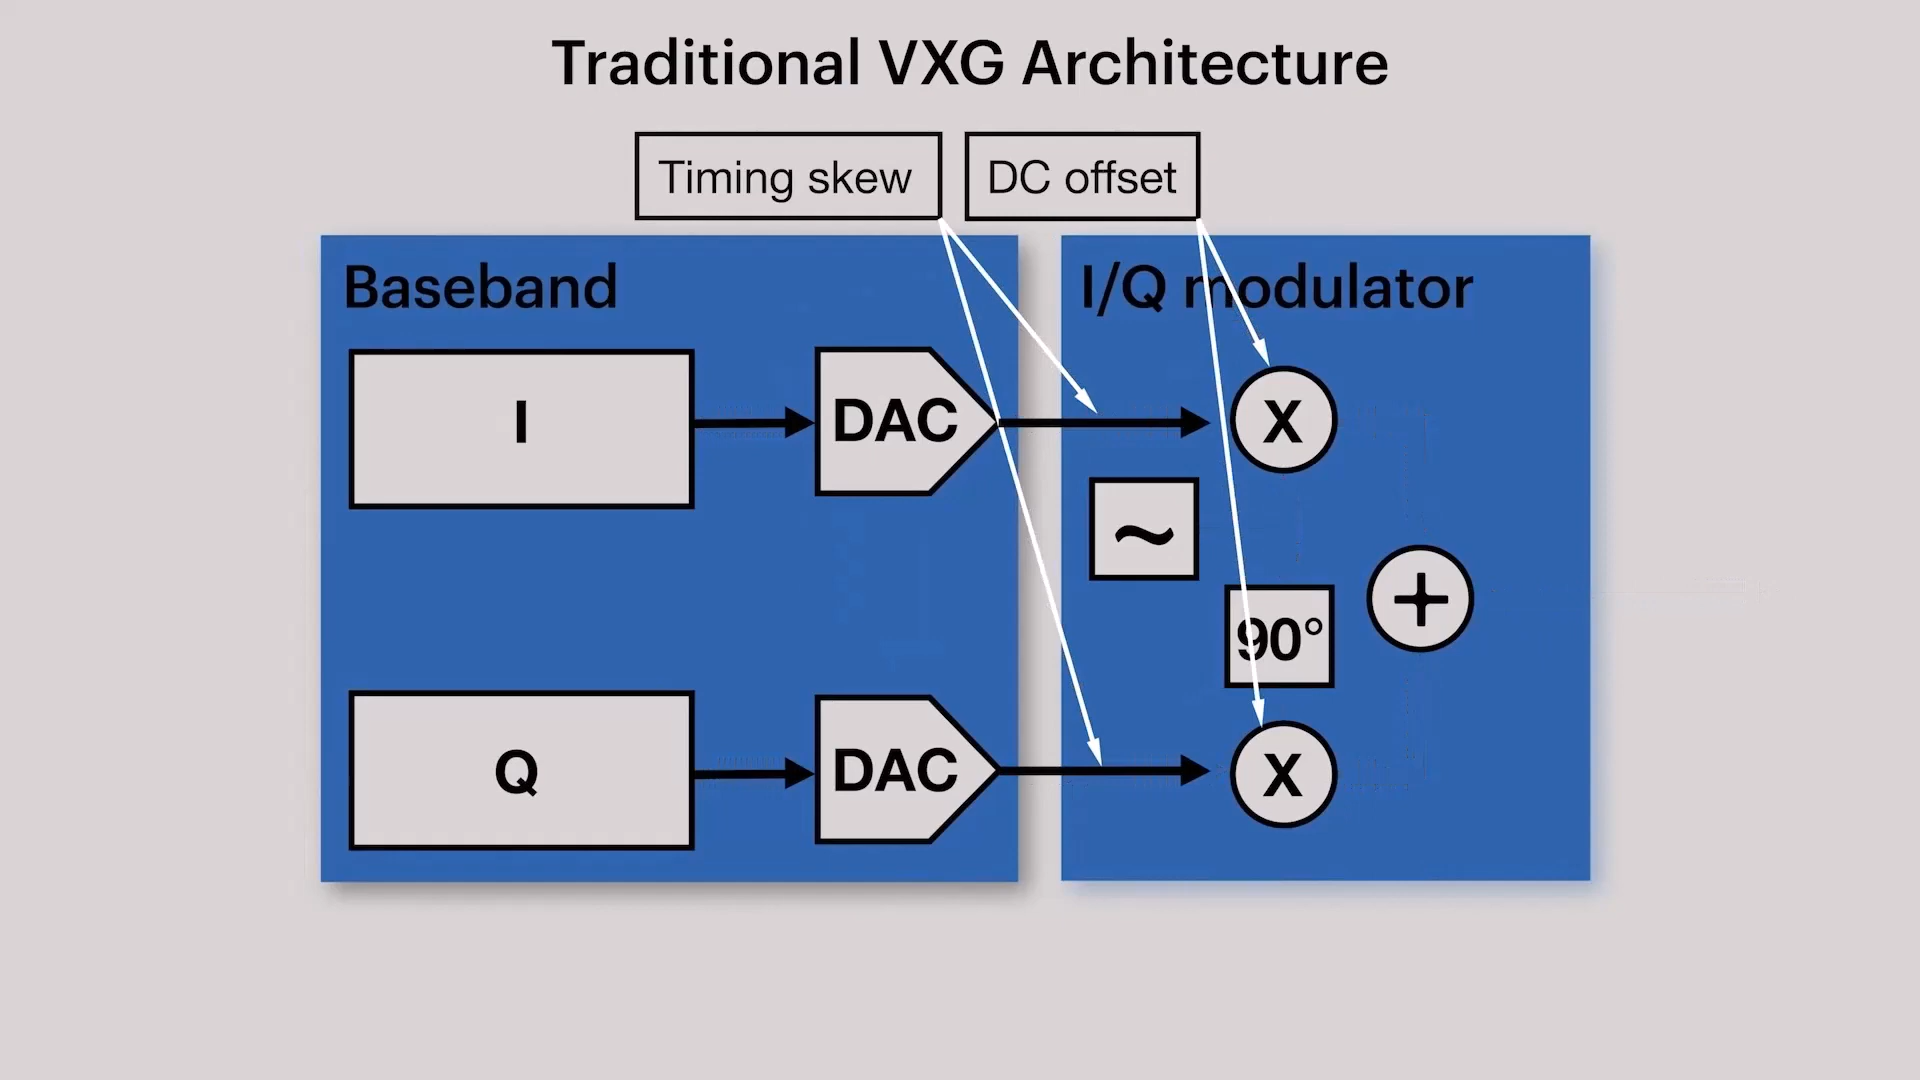 Traditional VXG Architecture
Timing skew
DC offset
Baseband
I/Q modulator
I
DAC
X
~
90°
+
Q
DAC
X